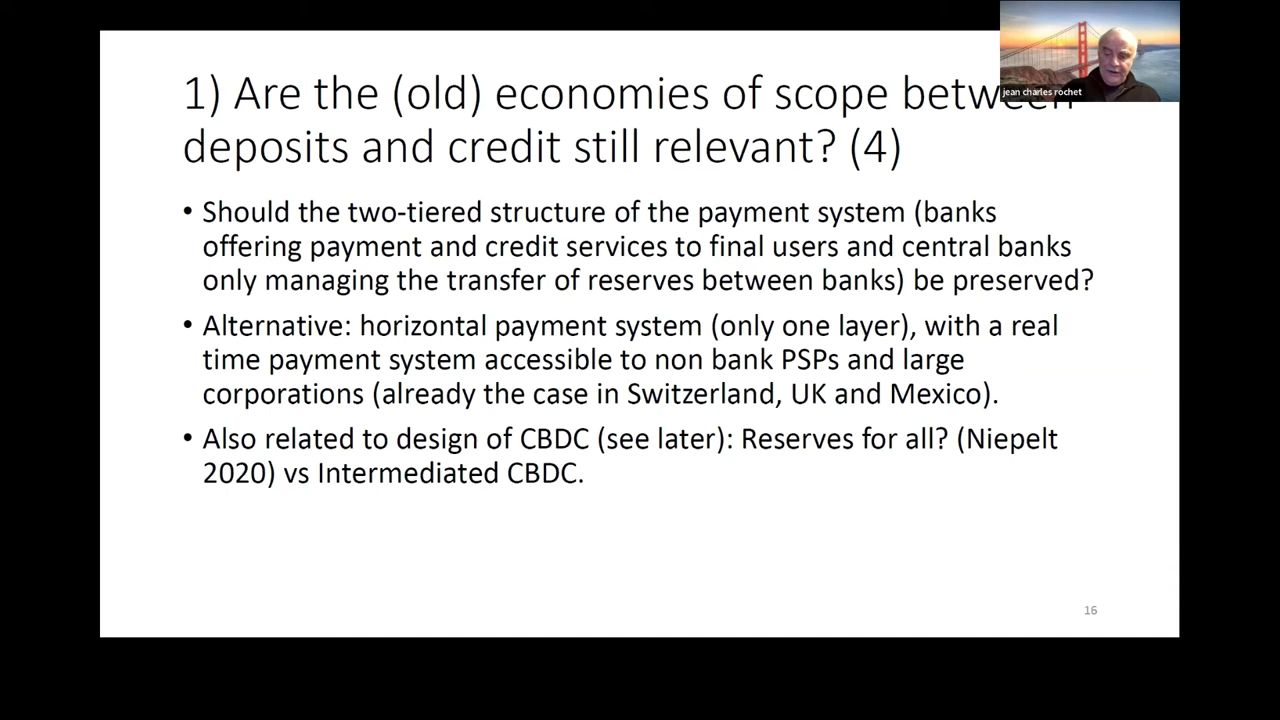 1) Are the (old) economies of scope between
deposits and credit still relevant? (4)
• Should the two-tiered structure of the payment system (banks
offering payment and credit services to final users and central banks
only managing the transfer of reserves between banks) be preserved?
• Alternative: horizontal payment system (only one layer), with a real
time payment system accessible to non bank PSPs and large
corporations (already the case in Switzerland, UK and Mexico).
• Also related to design of CBDC (see later): Reserves for all? (Niepelt
2020) vs Intermediated CBDC.
16
jean charles rochet